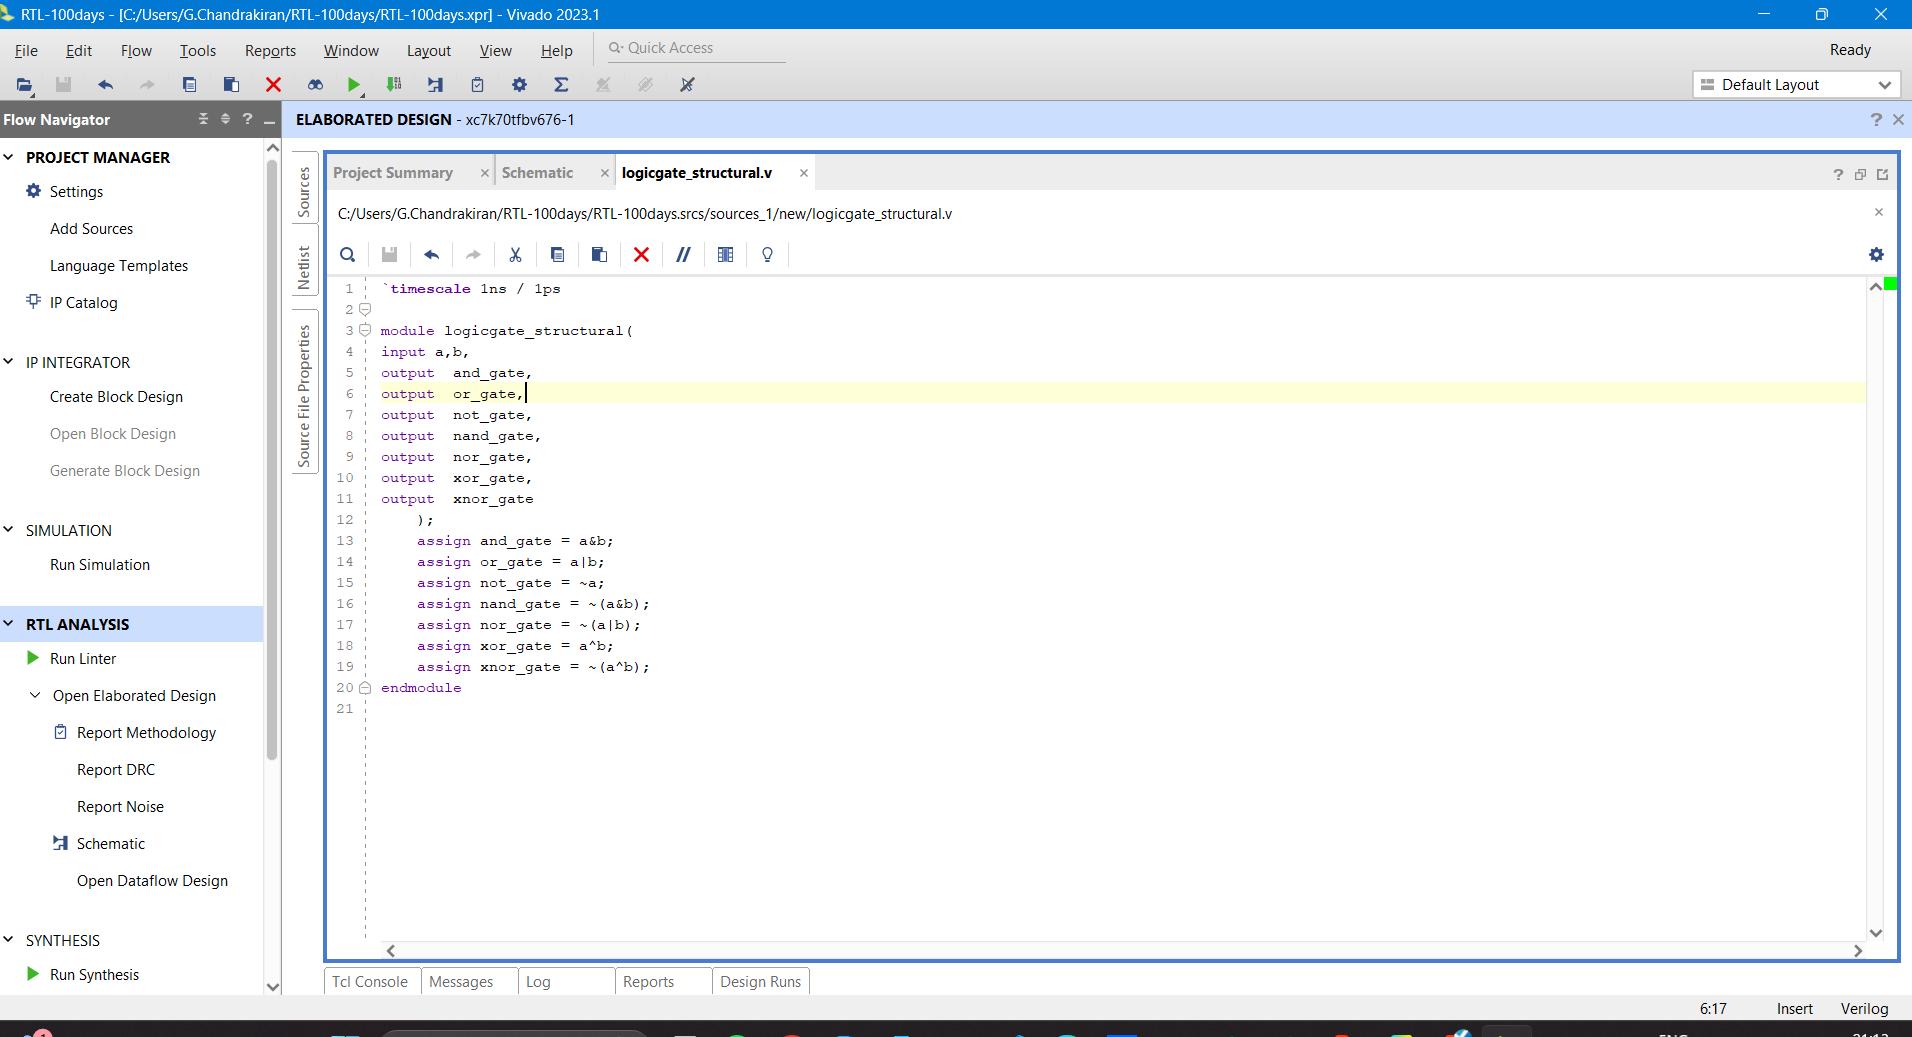 RTL-100days - [C:/Users/G.Chandrakiran/RTL-100days/RTL-100days.xpr] - Vivado 2023.1
File Edit Flow Tools Reports Window Layout View Help Quick Access Ready
Default Layout
Flow Navigator
ELABORATED DESIGN - xc7k70tfbv676-1
PROJECT MANAGER
Settings
Add Sources
Language Templates
IP Catalog
IP INTEGRATOR
Create Block Design
Open Block Design
Generate Block Design
SIMULATION
Run Simulation
RTL ANALYSIS
Run Linter
Open Elaborated Design
Report Methodology
Report DRC
Report Noise
Schematic
Open Dataflow Design
SYNTHESIS
Run Synthesis
Sources
Netlist
Source File Properties
Project Summary Schematic logicgate_structural.v
C:/Users/G.Chandrakiran/RTL-100days/RTL-100days.srcs/sources_1/new/logicgate_structural.v
1 `timescale 1ns / 1ps
2
3 module logicgate_structural(
4 input a,b,
5 output  and_gate,
6 output  or_gate,
7 output  not_gate,
8 output  nand_gate,
9 output  nor_gate,
10 output  xor_gate,
11 output  xnor_gate
12     );
13     assign and_gate = a&b;
14     assign or_gate = a|b;
15     assign not_gate = ~a;
16     assign nand_gate = ~(a&b);
17     assign nor_gate = ~(a|b);
18     assign xor_gate = a^b;
19     assign xnor_gate = ~(a^b);
20 endmodule
21
Tcl Console Messages Log Reports Design Runs
6:17 Insert Verilog